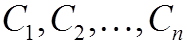 C₁, C₂, …, Cₙ